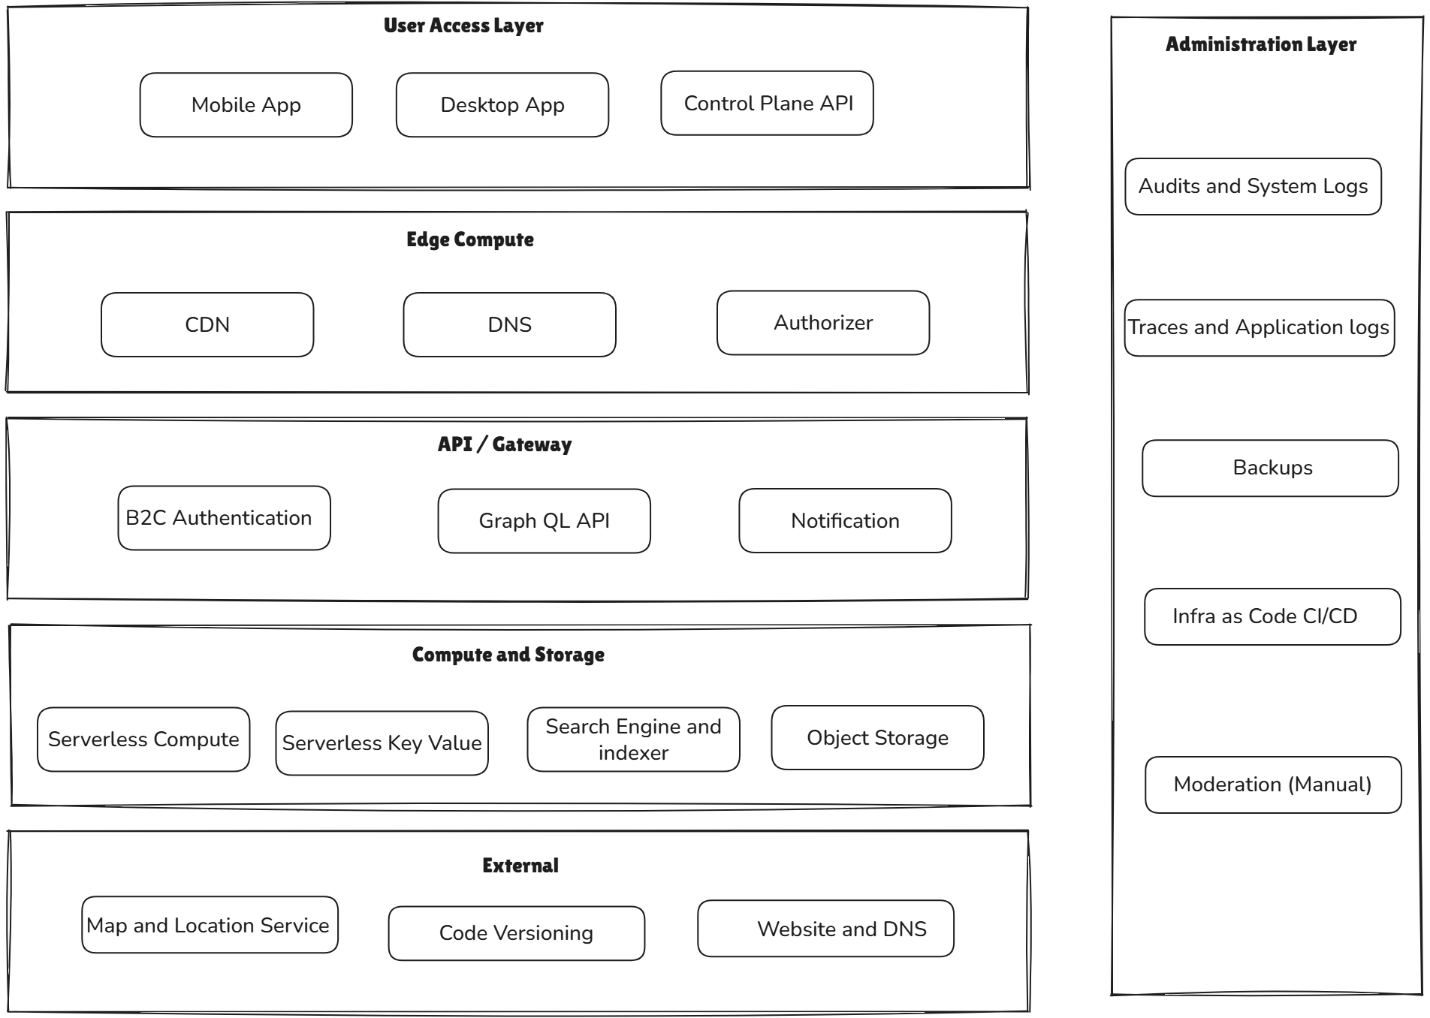 User Access Layer
Mobile App
Desktop App
Control Plane API
Edge Compute
CDN
DNS
Authorizer
API / Gateway
B2C Authentication
Graph QL API
Notification
Compute and Storage
Serverless Compute
Serverless Key Value
Search Engine and
indexer
Object Storage
External
Map and Location Service
Code Versioning
Website and DNS
Administration Layer
Audits and System Logs
Traces and Application logs
Backups
Infra as Code CI/CD
Moderation (Manual)